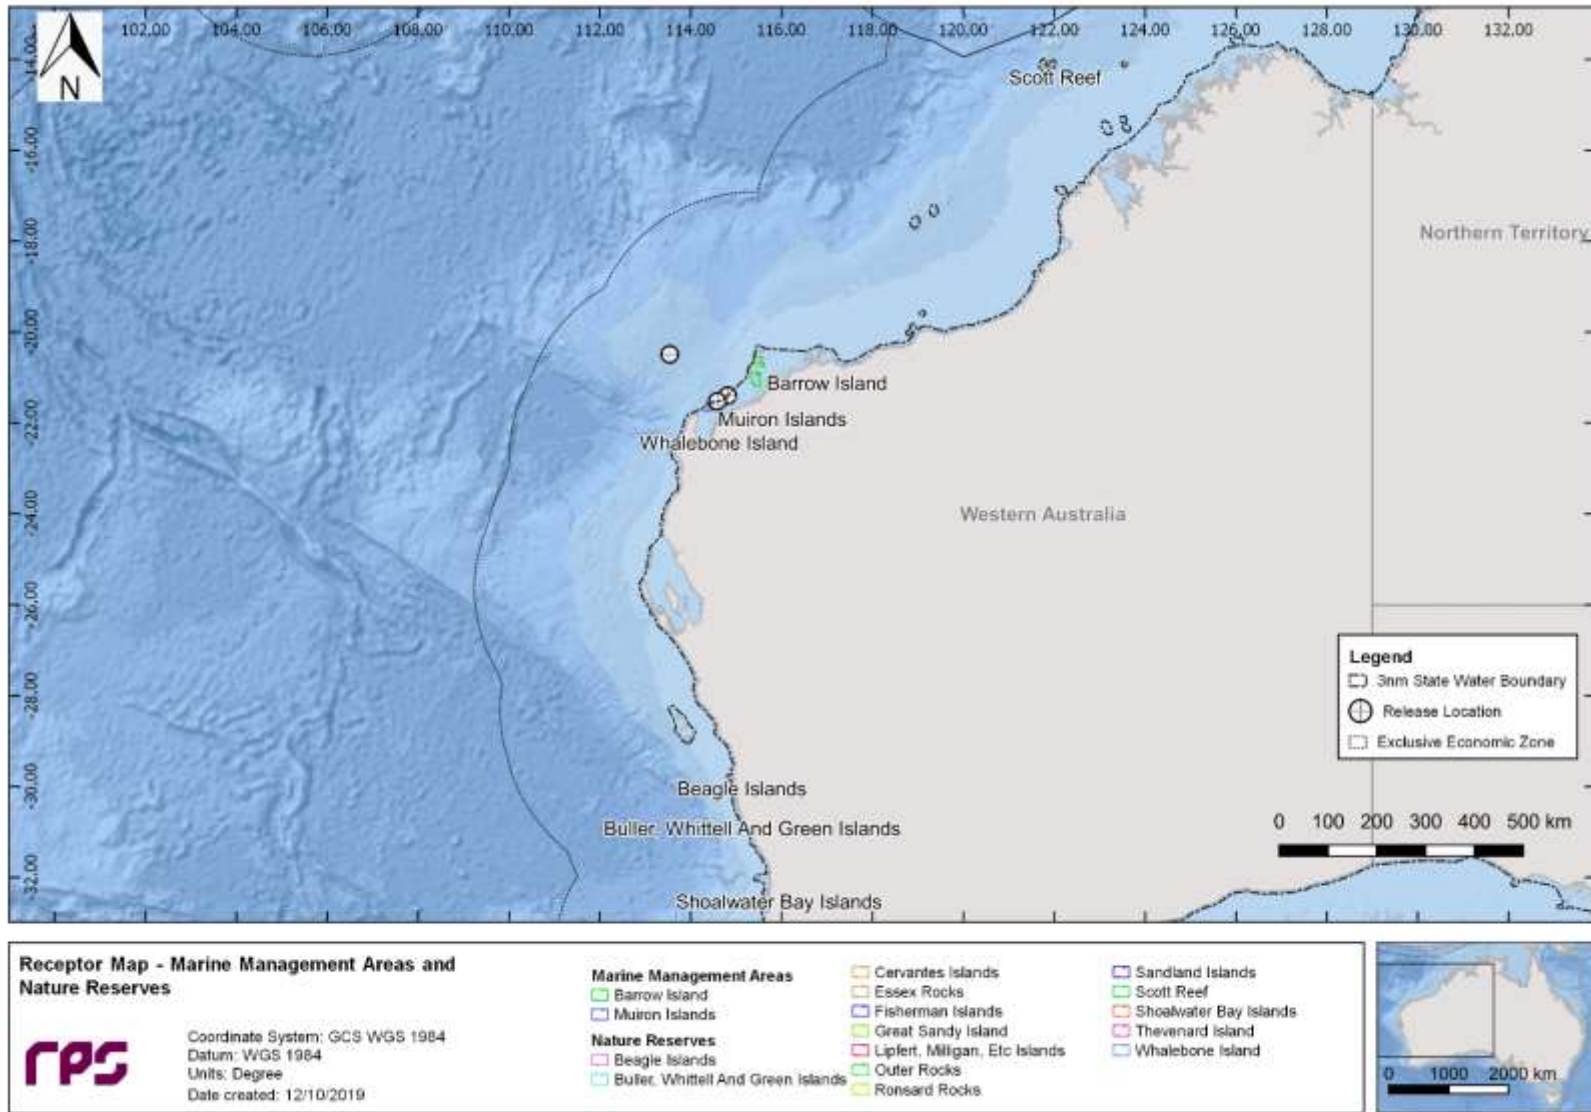 102.00 104.00 106.00 108.00 110.00 112.00 114.00 116.00 118.00 120.00 122.00 124.00 126.00 128.00 130.00 132.00
-14.00
-16.00
-18.00
-20.00
-22.00
-24.00
-26.00
-28.00
-30.00
-32.00
N
Scott Reef
Northern Territory
Barrow Island
Muiron Islands
Whalebone Island
Western Australia
Beagle Islands
Buller, Whittell And Green Islands
Shoalwater Bay Islands
Legend
3nm State Water Boundary
Release Location
Exclusive Economic Zone
0 100 200 300 400 500 km
Receptor Map - Marine Management Areas and
Nature Reserves
rps
Coordinate System: GCS WGS 1984
Datum: WGS 1984
Units: Degree
Date created: 12/10/2019
Marine Management Areas
Barrow Island
Muiron Islands
Nature Reserves
Beagle Islands
Buller, Whittell And Green Islands
Cervantes Islands
Essex Rocks
Fisherman Islands
Great Sandy Island
Lipfert, Milligan, Etc Islands
Outer Rocks
Ronsard Rocks
Sandland Islands
Scott Reef
Shoalwater Bay Islands
Thevenard Island
Whalebone Island
0 1000 2000 km